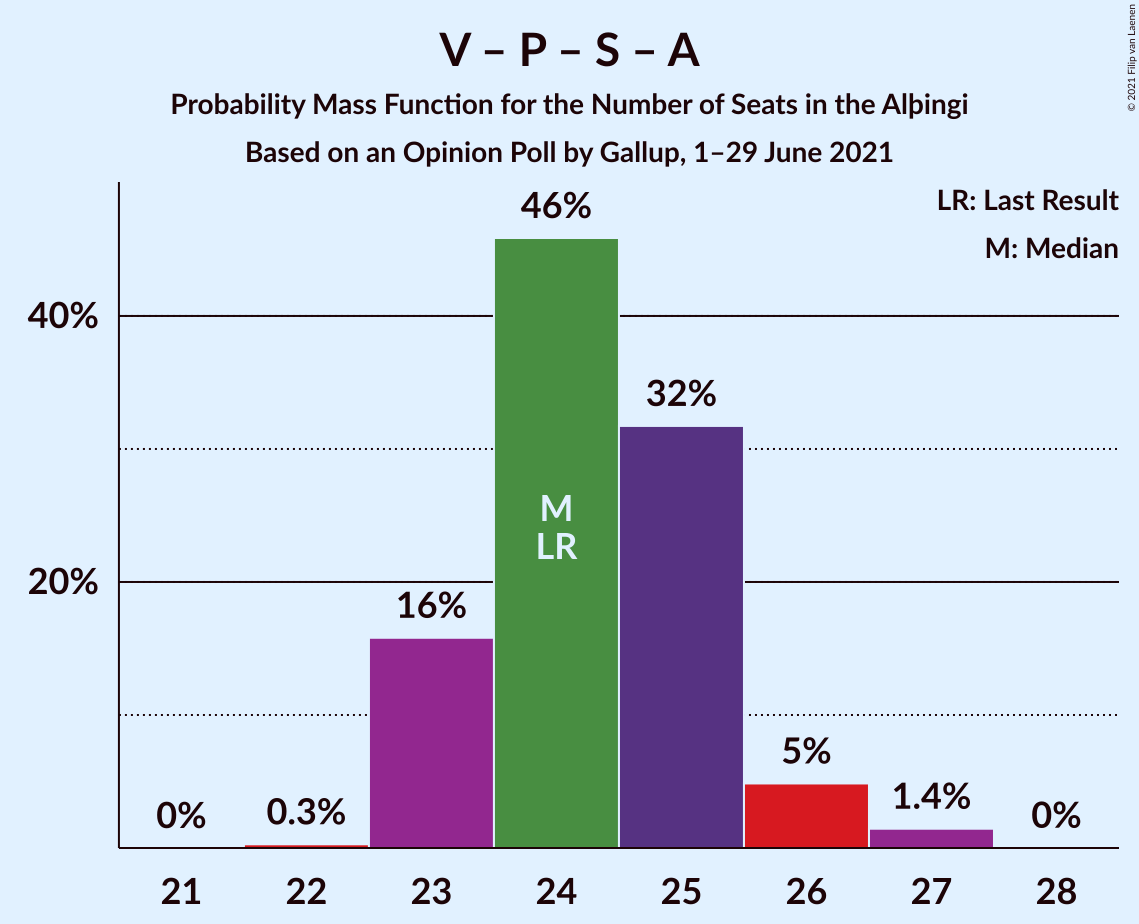 V – P – S – A
Probability Mass Function for the Number of Seats in the Alþingi
Based on an Opinion Poll by Gallup, 1–29 June 2021
© 2021 Filip van Laenen
LR: Last Result
M: Median
46%
40%
32%
M
LR
20%
16%
5%
1.4%
0%
0.3%
0%
21 22 23 24 25 26 27 28